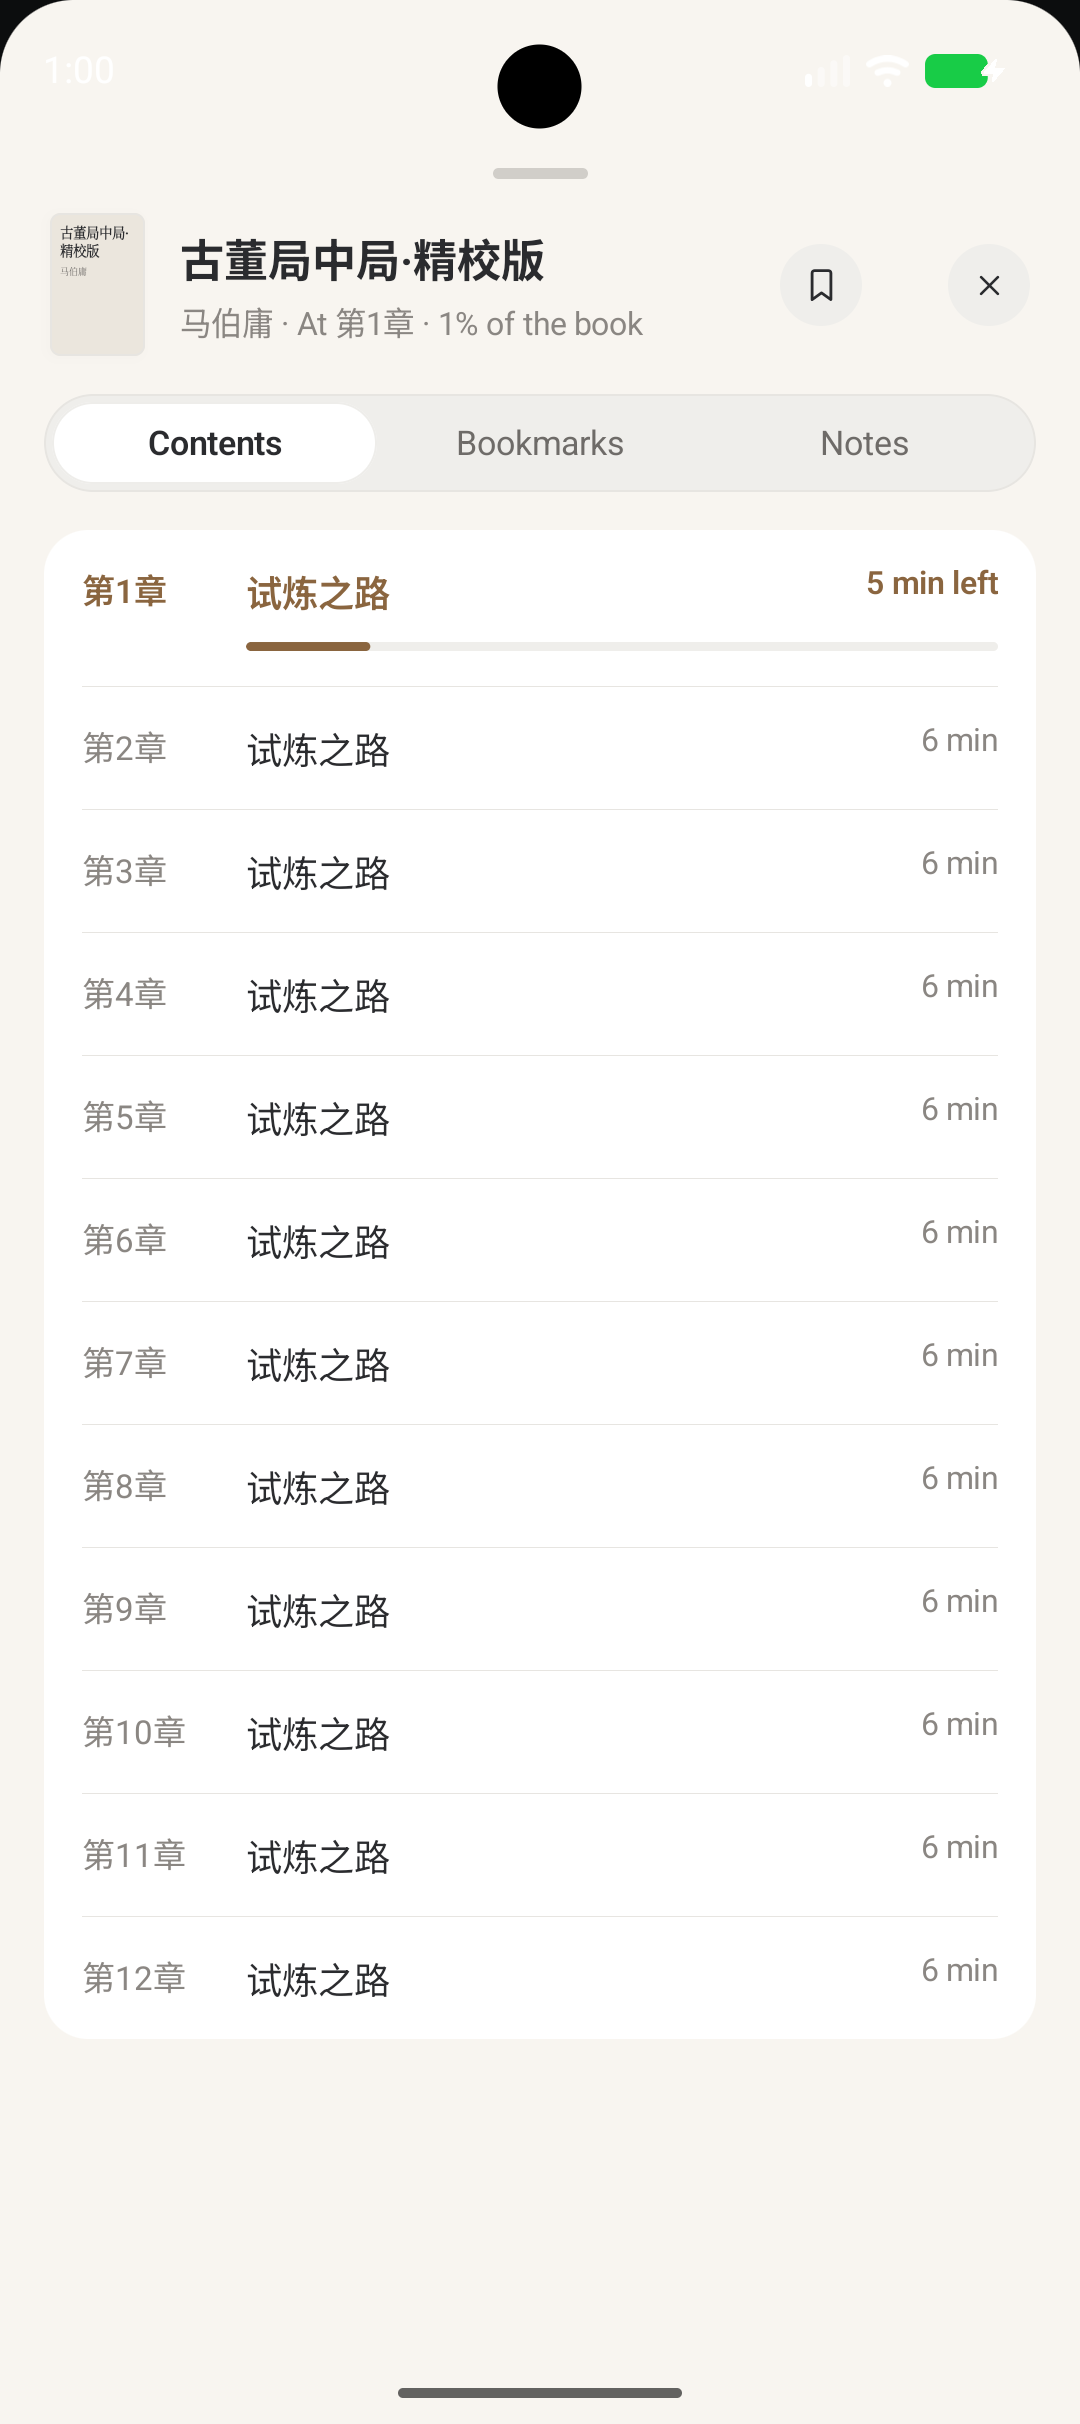 1:00
古董局中局·
精校版
马伯庸
古董局中局·精校版
马伯庸 · At 第1章 · 1% of the book
Contents Bookmarks Notes
第1章 试炼之路 5 min left
第2章 试炼之路 6 min
第3章 试炼之路 6 min
第4章 试炼之路 6 min
第5章 试炼之路 6 min
第6章 试炼之路 6 min
第7章 试炼之路 6 min
第8章 试炼之路 6 min
第9章 试炼之路 6 min
第10章 试炼之路 6 min
第11章 试炼之路 6 min
第12章 试炼之路 6 min